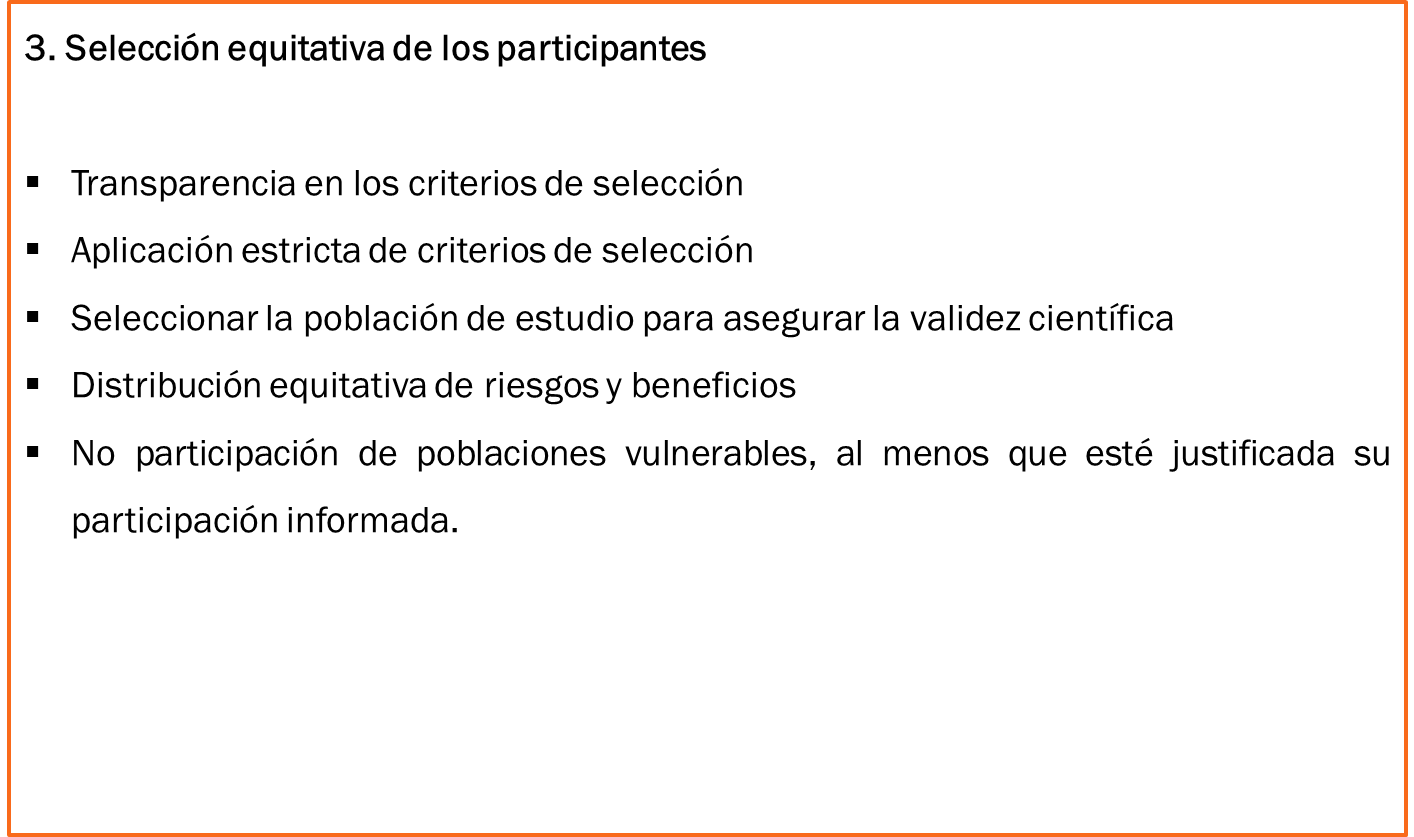 3. Selección equitativa de los participantes
▪ Transparencia en los criterios de selección
▪ Aplicación estricta de criterios de selección
▪ Seleccionar la población de estudio para asegurar la validez científica
▪ Distribución equitativa de riesgos y beneficios
▪ No participación de poblaciones vulnerables, al menos que esté justificada su
participación informada.